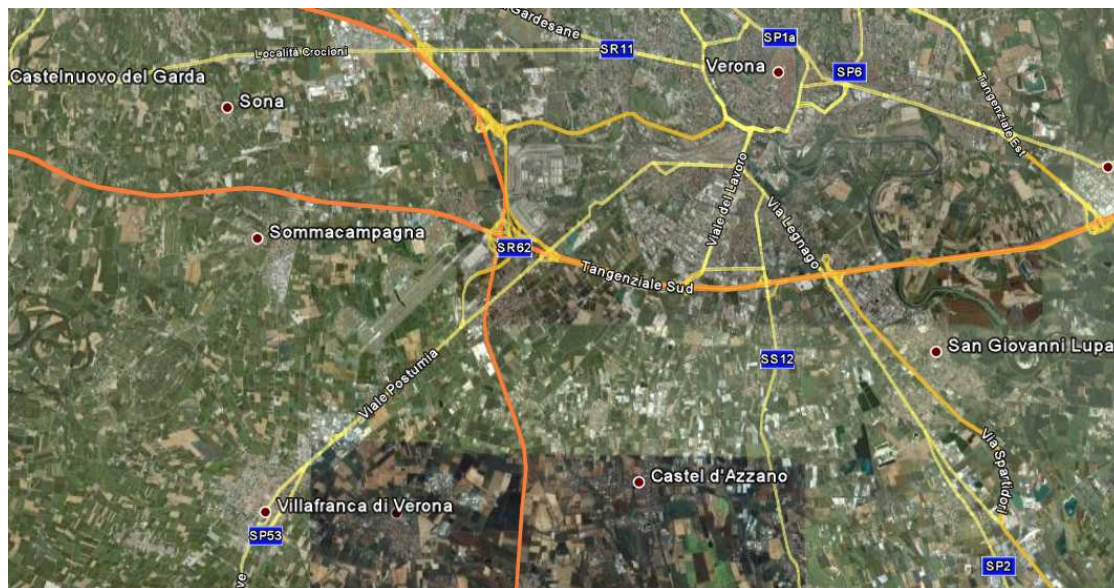 Gardesane
SP1a
Località Crocioni
SR11
Verona
SP6
Castelnuovo del Garda
Sona
Tangenziale Est
Viale del Lavoro
Via Legnago
Sommacampagna
SR62
Tangenziale Sud
San Giovanni Lupa
Viale Postumia
SS12
Via Spartidori
Castel d'Azzano
Villafranca di Verona
SP53
SP2